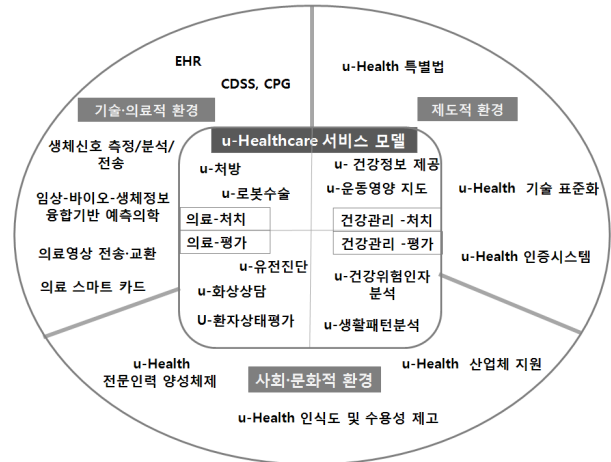 EHR
CDSS, CPG
기술·의료적 환경
생체신호 측정/분석/
전송
임상-바이오-생체정보
융합기반 예측의학
의료영상 전송·교환
의료 스마트 카드
u-Health 특별법
제도적 환경
u-Health 기술 표준화
u-Health 인증시스템
u-Healthcare 서비스 모델
u-처방
u-로봇수술
의료-처치
의료-평가
u-유전진단
u-화상상담
U-환자상태평가
u- 건강정보 제공
u-운동영양 지도
건강관리 -처치
건강관리 -평가
u-건강위험인자
분석
u-생활패턴분석
u-Health
전문인력 양성체제
사회·문화적 환경
u-Health 산업체 지원
u-Health 인식도 및 수용성 제고